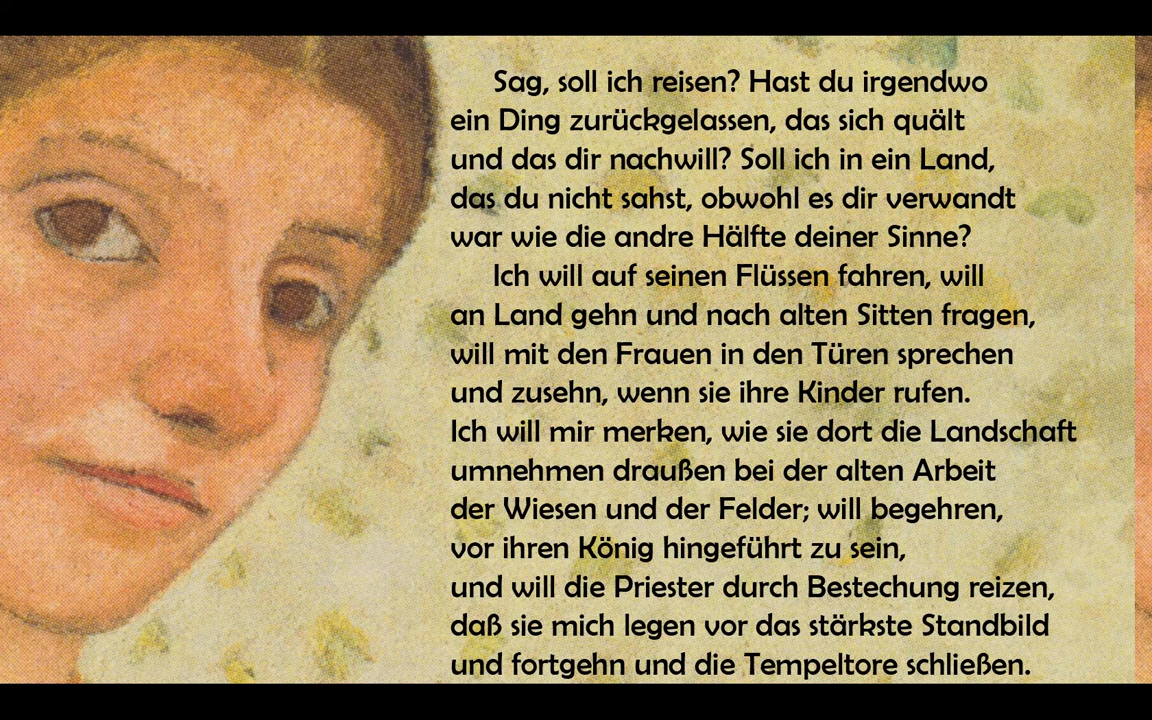 Sag, soll ich reisen? Hast du irgendwo
ein Ding zurückgelassen, das sich quält
und das dir nachwill? Soll ich in ein Land,
das du nicht sahst, obwohl es dir verwandt
war wie die andre Hälfte deiner Sinne?
Ich will auf seinen Flüssen fahren, will
an Land gehn und nach alten Sitten fragen,
will mit den Frauen in den Türen sprechen
und zusehn, wenn sie ihre Kinder rufen.
Ich will mir merken, wie sie dort die Landschaft
umnehmen draußen bei der alten Arbeit
der Wiesen und der Felder; will begehren,
vor ihren König hingeführt zu sein,
und will die Priester durch Bestechung reizen,
daß sie mich legen vor das stärkste Standbild
und fortgehn und die Tempeltore schließen.